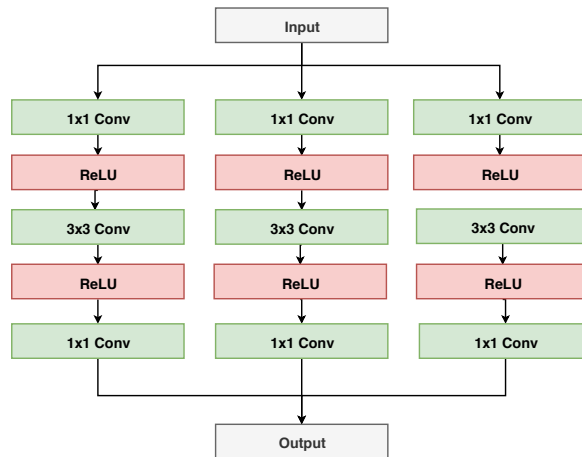 Input
1x1 Conv
1x1 Conv
1x1 Conv
ReLU
ReLU
ReLU
3x3 Conv
3x3 Conv
3x3 Conv
ReLU
ReLU
ReLU
1x1 Conv
1x1 Conv
1x1 Conv
Output